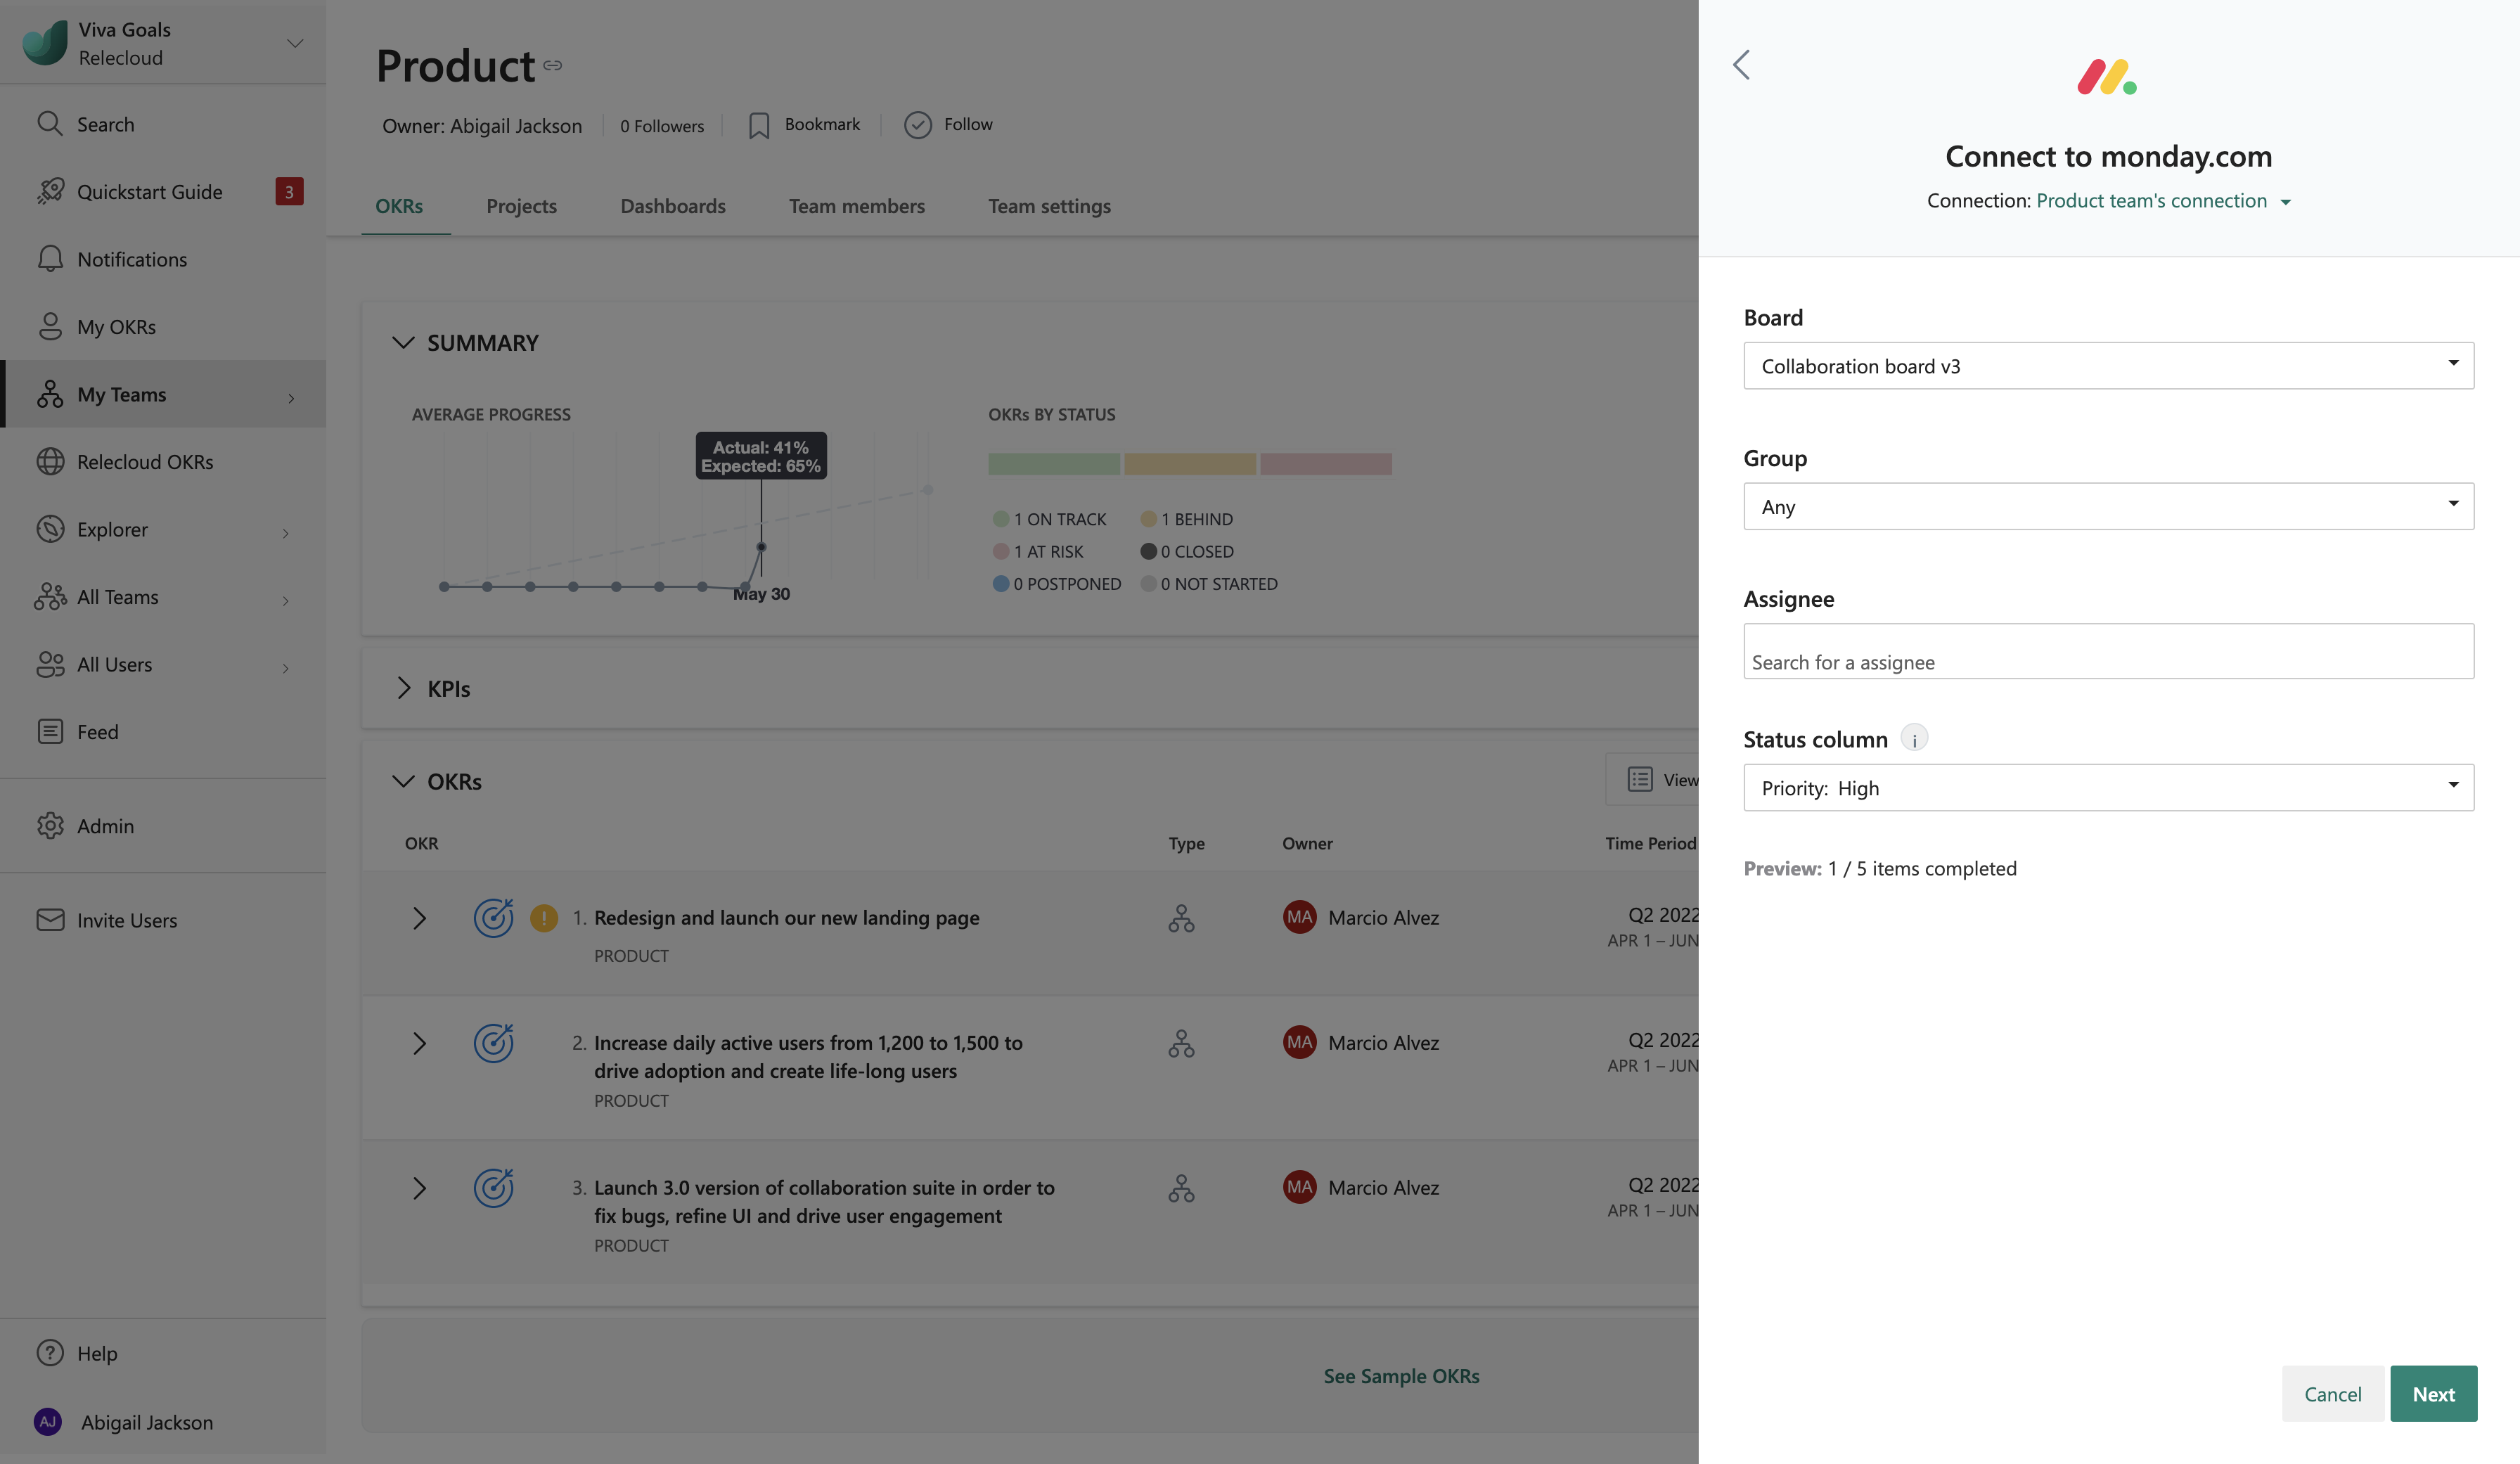 Viva Goals
Relecloud
Search
Quickstart Guide 3
Notifications
My OKRs
My Teams
Relecloud OKRs
Explorer
All Teams
All Users
Feed
Admin
Invite Users
Help
AJ Abigail Jackson
Product
Owner: Abigail Jackson 0 Followers Bookmark Follow
OKRs Projects Dashboards Team members Team settings
SUMMARY
AVERAGE PROGRESS
Actual: 41%
Expected: 65%
May 30
OKRs BY STATUS
1 ON TRACK 1 BEHIND
1 AT RISK 0 CLOSED
0 POSTPONED 0 NOT STARTED
KPIs
OKRs View
OKR Type Owner Time Period
1. Redesign and launch our new landing page MA Marcio Alvez Q2 2022
PRODUCT APR 1 – JUN
2. Increase daily active users from 1,200 to 1,500 to MA Marcio Alvez Q2 2022
drive adoption and create life-long users APR 1 – JUN
PRODUCT
3. Launch 3.0 version of collaboration suite in order to MA Marcio Alvez Q2 2022
fix bugs, refine UI and drive user engagement APR 1 – JUN
PRODUCT
See Sample OKRs
Connect to monday.com
Connection: Product team's connection
Board
Collaboration board v3
Group
Any
Assignee
Search for a assignee
Status column i
Priority: High
Preview: 1 / 5 items completed
Cancel Next